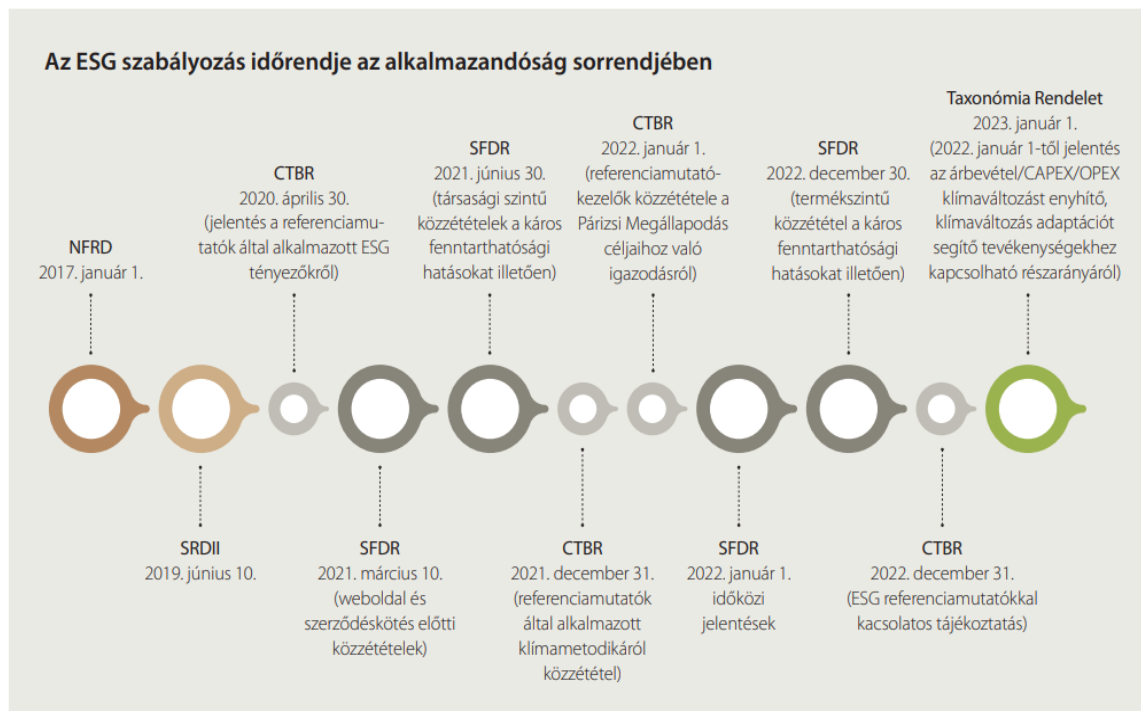 Az ESG szabályozás időrendje az alkalmazandóság sorrendjében
NFRD
2017. január 1.
CTBR
2020. április 30.
(jelentés a referenciamu-
tatók által alkalmazott ESG
tényezőkről)
SFDR
2021. június 30.
(társasági szintű
közzétételek a káros
fenntarthatósági
hatásokat illetően)
CTBR
2022. január 1.
(referenciamutató-
kezelők közzététele a
Párizsi Megállapodás
céljaihoz való
igazodásról)
SFDR
2022. december 30.
(termékszintű
közzététel a káros
fenntarthatósági
hatásokat illetően)
Taxonómia Rendelet
2023. január 1.
(2022. január 1-től jelentés
az árbevétel/CAPEX/OPEX
klímaváltozást enyhítő,
klímaváltozás adaptációt
segítő tevékenységekhez
kapcsolható részarányáról)
SRDII
2019. június 10.
SFDR
2021. március 10.
(weboldal és
szerződéskötés előtti
közzétételek)
CTBR
2021. december 31.
(referenciamutatók
által alkalmazott
klímametodikáról
közzététel)
SFDR
2022. január 1.
időközi
jelentések
CTBR
2022. december 31.
(ESG referenciamutatókkal
kacsolatos tájékoztatás)